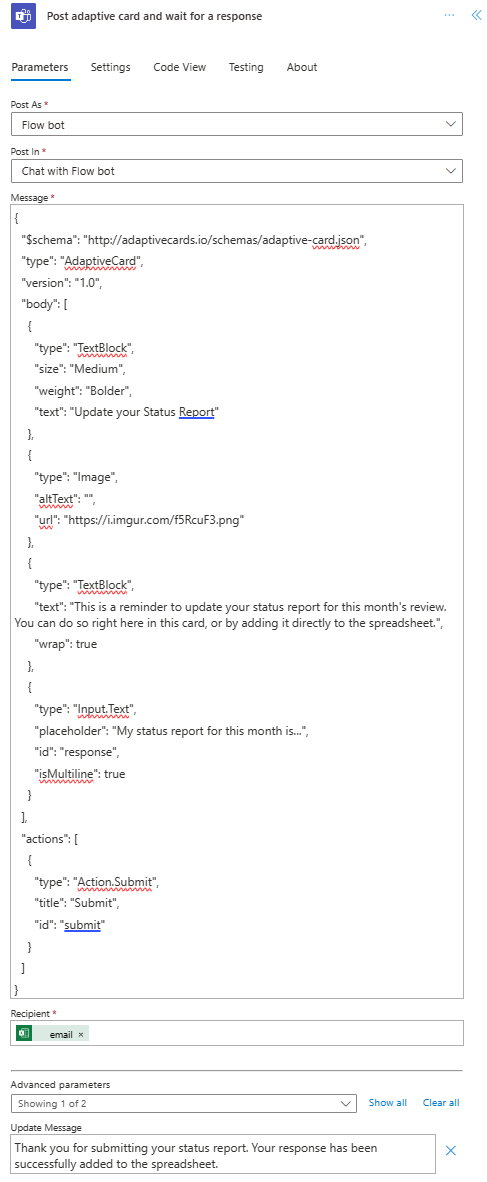 Post adaptive card and wait for a response
Parameters Settings Code View Testing About
Post As *
Flow bot
Post In *
Chat with Flow bot
Message *
{
"$schema": "http://adaptivecards.io/schemas/adaptive-card.json",
"type": "AdaptiveCard",
"version": "1.0",
"body": [
{
"type": "TextBlock",
"size": "Medium",
"weight": "Bolder",
"text": "Update your Status Report"
},
{
"type": "Image",
"altText": "",
"url": "https://i.imgur.com/f5RcuF3.png"
},
{
"type": "TextBlock",
"text": "This is a reminder to update your status report for this month's review.
You can do so right here in this card, or by adding it directly to the spreadsheet.",
"wrap": true
},
{
"type": "Input.Text",
"placeholder": "My status report for this month is...",
"id": "response",
"isMultiline": true
}
],
"actions": [
{
"type": "Action.Submit",
"title": "Submit",
"id": "submit"
}
]
}
Recipient *
email ×
Advanced parameters
Showing 1 of 2 Show all Clear all
Update Message
Thank you for submitting your status report. Your response has been
successfully added to the spreadsheet.